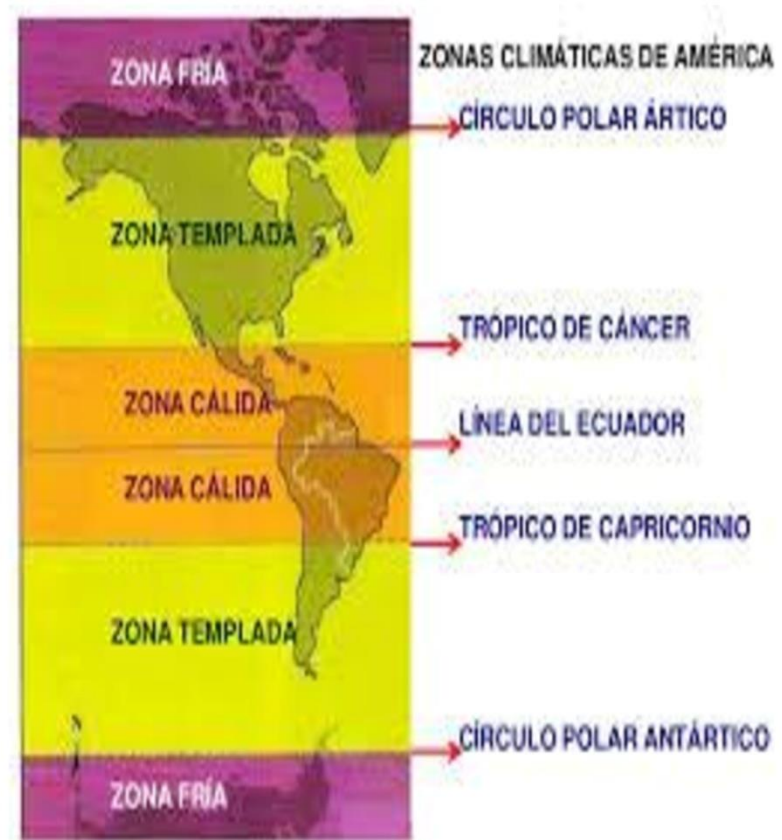 ZONA FRÍA
ZONAS CLIMÁTICAS DE AMÉRICA
CÍRCULO POLAR ÁRTICO
ZONA TEMPLADA
TRÓPICO DE CÁNCER
ZONA CÁLIDA
LÍNEA DEL ECUADOR
ZONA CÁLIDA
TRÓPICO DE CAPRICORNIO
ZONA TEMPLADA
CÍRCULO POLAR ANTÁRTICO
ZONA FRÍA